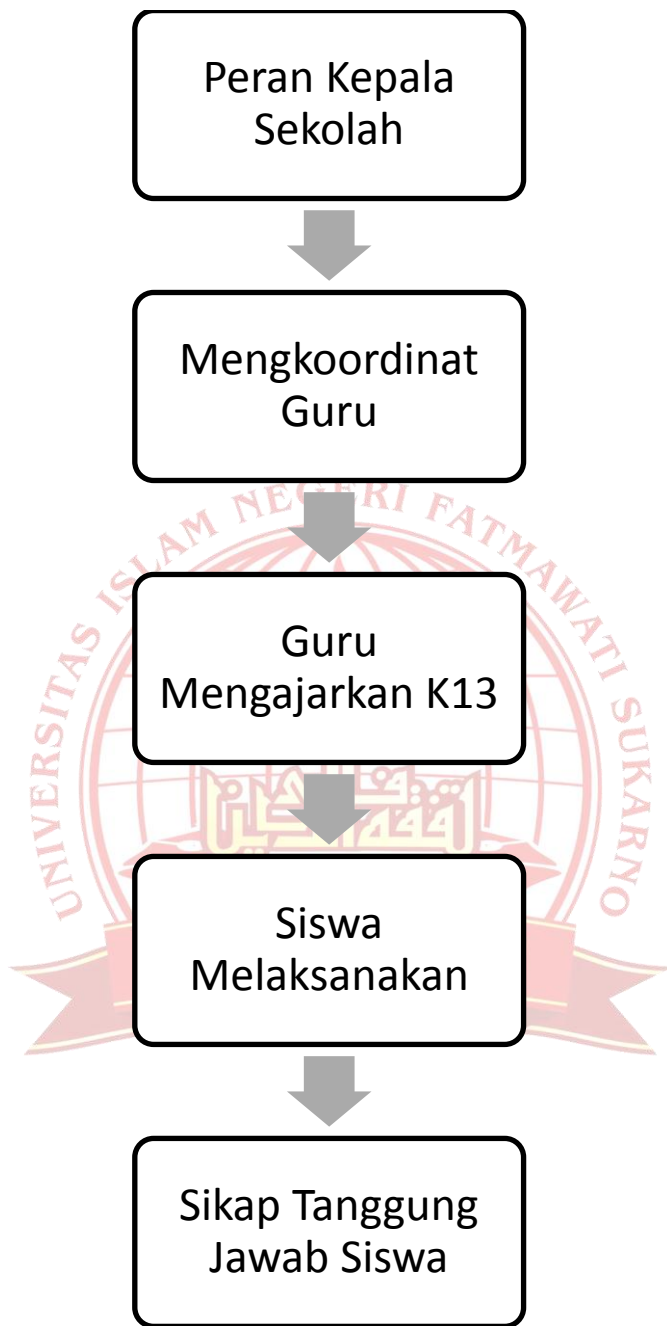 Peran Kepala
Sekolah
Mengkoordinat
Guru
UNIVERSITAS ISLAM NEGERI FATMAWATI SUKARNO
Guru
Mengajarkan K13
Siswa
Melaksanakan
Sikap Tanggung
Jawab Siswa